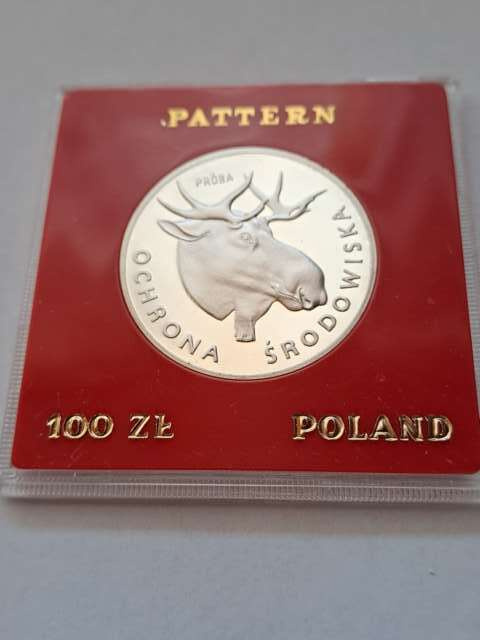 PATTERN
PRÓBA
OCHRONA ŚRODOWISKA
100 ZŁ POLAND